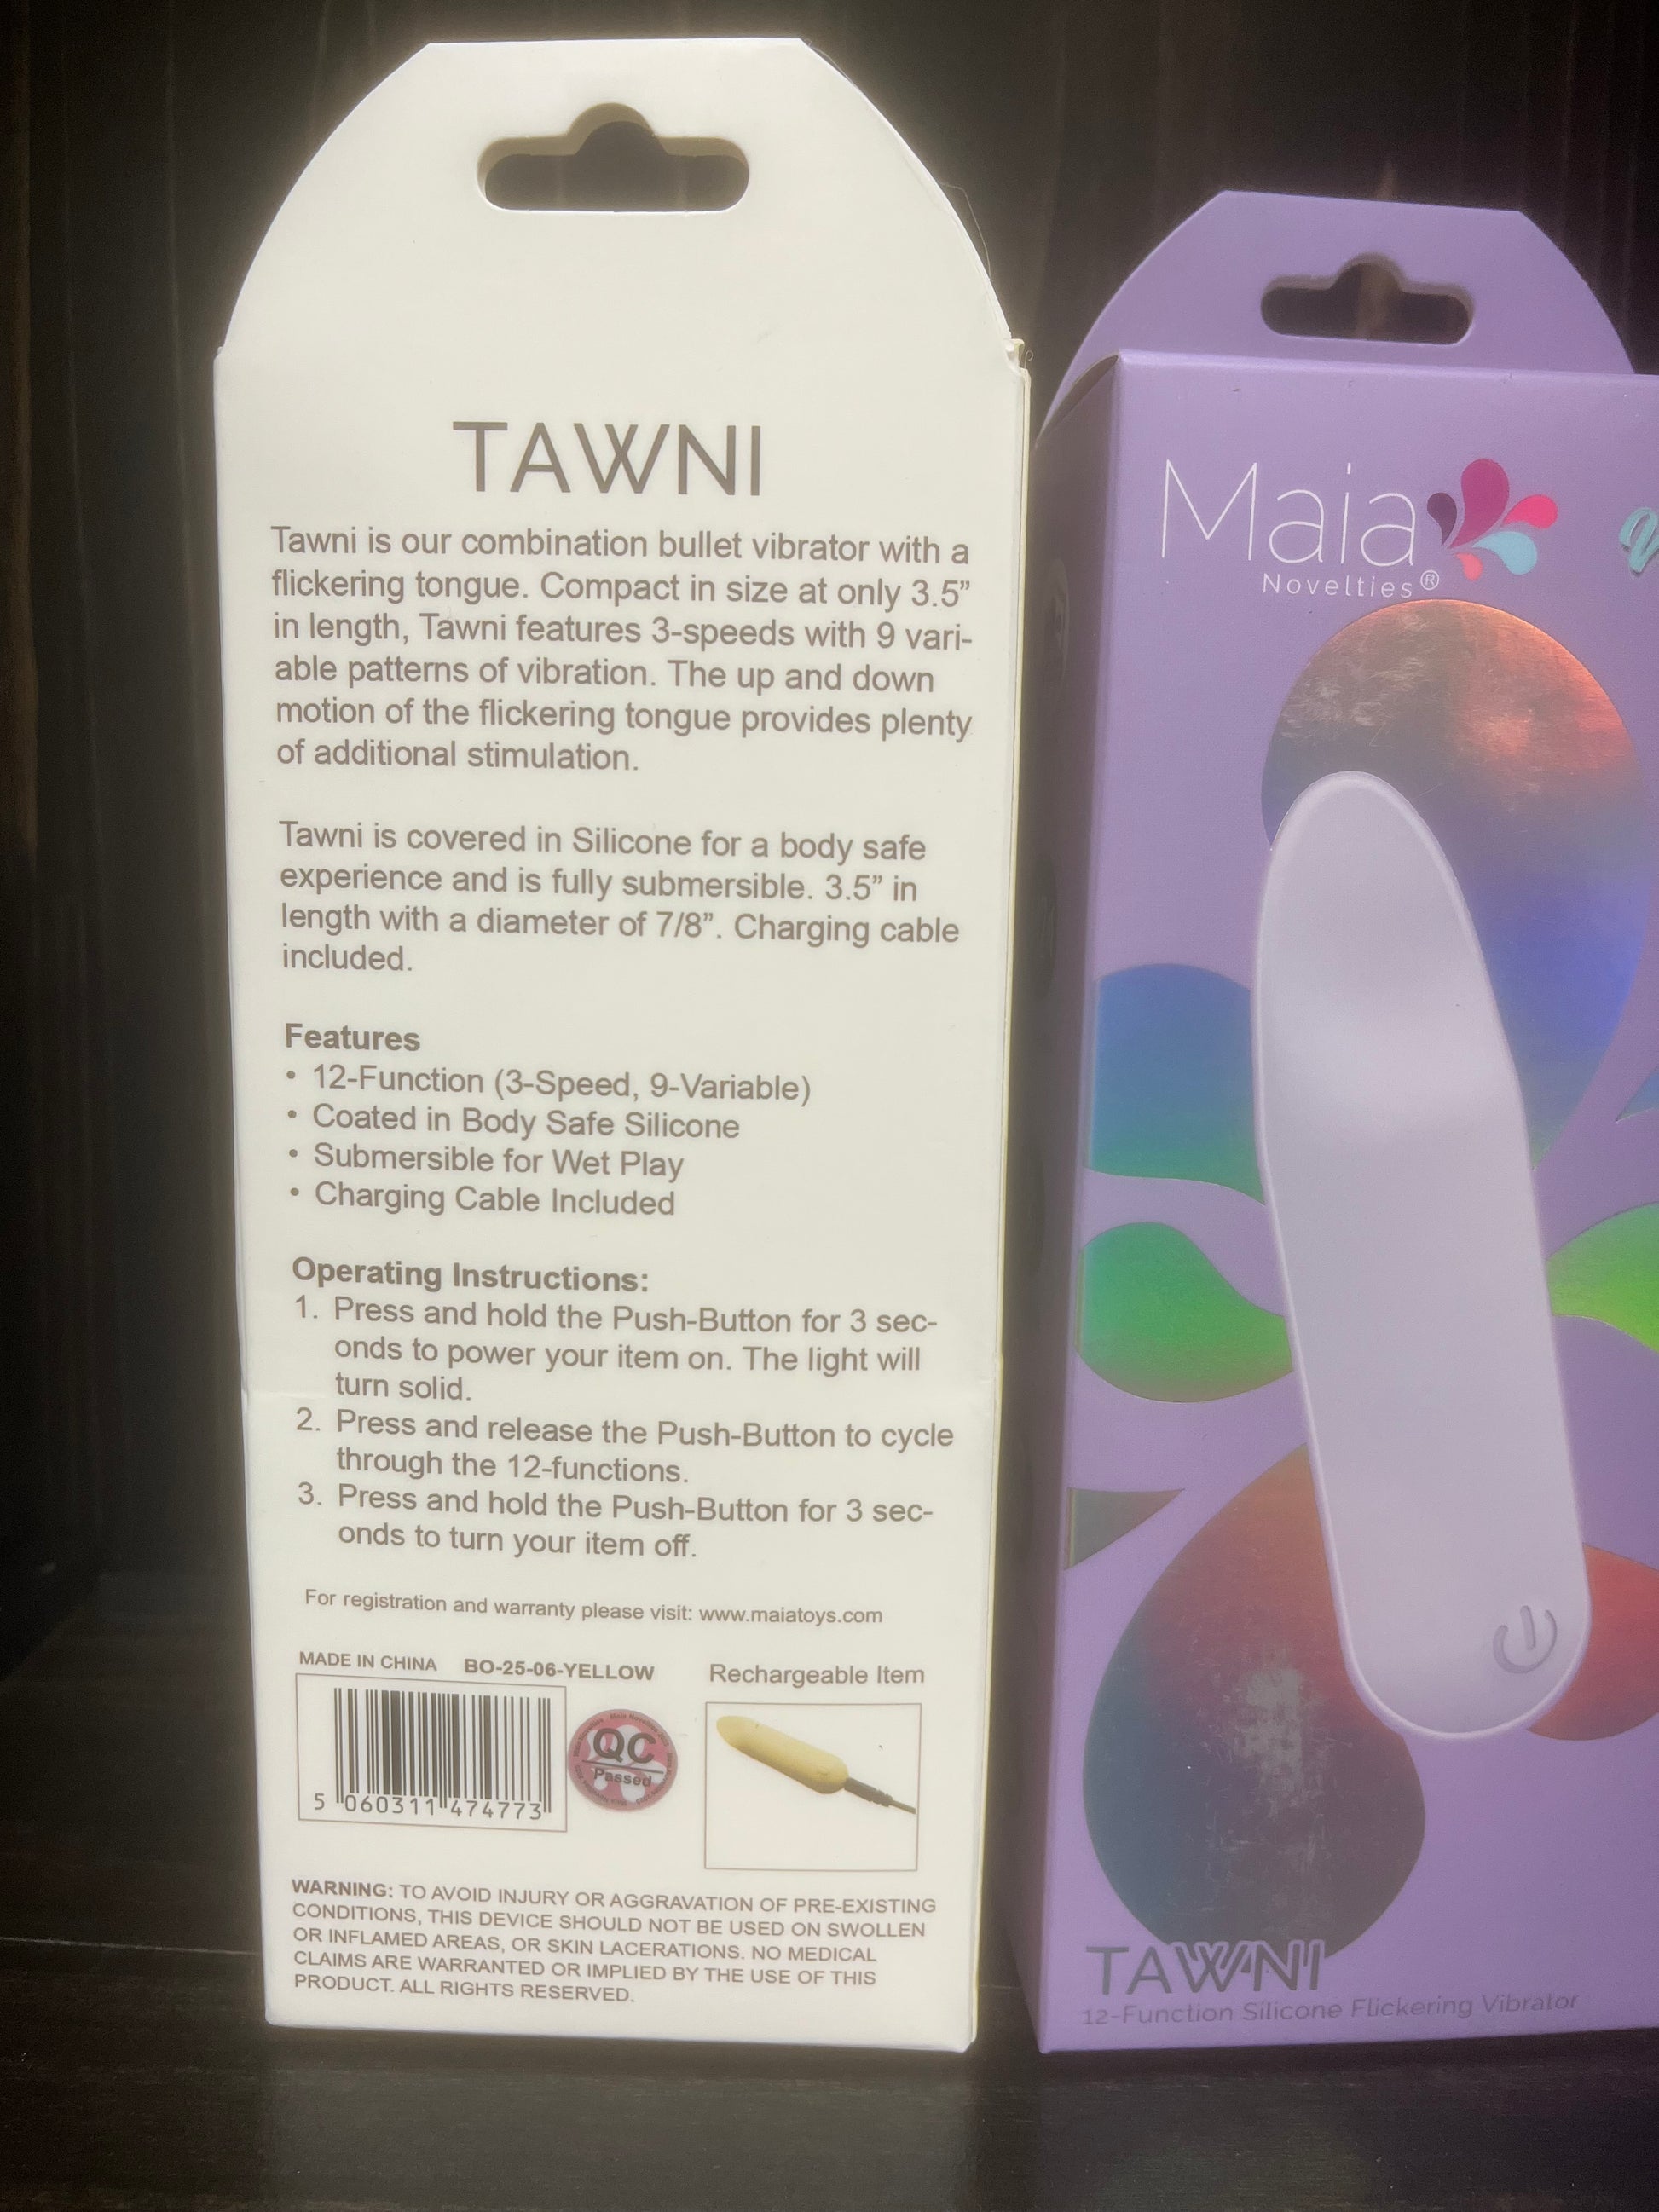 TAWNI
Tawni is our combination bullet vibrator with a
flickering tongue. Compact in size at only 3.5”
in length, Tawni features 3-speeds with 9 vari-
able patterns of vibration. The up and down
motion of the flickering tongue provides plenty
of additional stimulation.
Tawni is covered in Silicone for a body safe
experience and is fully submersible. 3.5” in
length with a diameter of 7/8”. Charging cable
included.
Features
• 12-Function (3-Speed, 9-Variable)
• Coated in Body Safe Silicone
• Submersible for Wet Play
• Charging Cable Included
Operating Instructions:
1. Press and hold the Push-Button for 3 sec-
onds to power your item on. The light will
turn solid.
2. Press and release the Push-Button to cycle
through the 12-functions.
3. Press and hold the Push-Button for 3 sec-
onds to turn your item off.
For registration and warranty please visit: www.maiatoys.com
MADE IN CHINA BO-25-06-YELLOW
Rechargeable Item
QC
Passed
5 060311 474773
WARNING: TO AVOID INJURY OR AGGRAVATION OF PRE-EXISTING
CONDITIONS, THIS DEVICE SHOULD NOT BE USED ON SWOLLEN
OR INFLAMED AREAS, OR SKIN LACERATIONS. NO MEDICAL
CLAIMS ARE WARRANTED OR IMPLIED BY THE USE OF THIS
PRODUCT. ALL RIGHTS RESERVED.
Maia
Novelties®
TAWNI
12-Function Silicone Flickering Vibrator